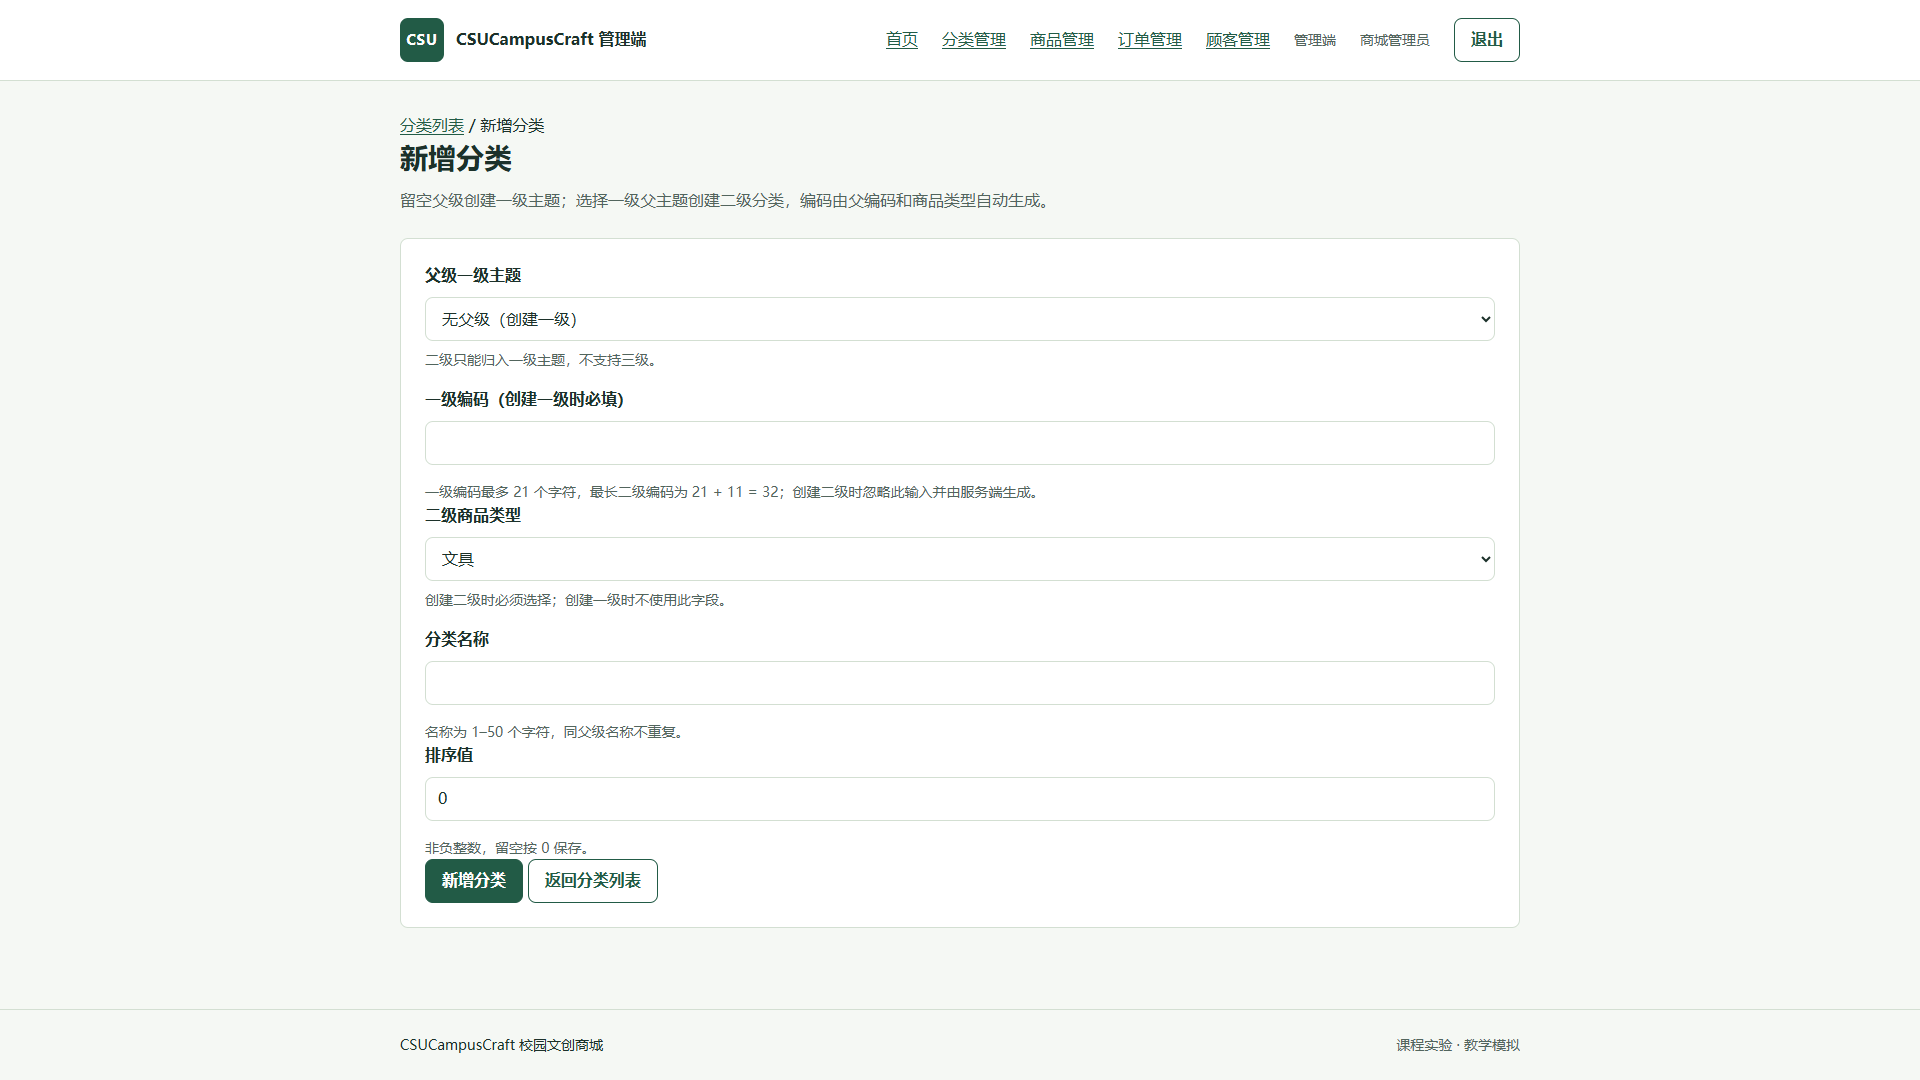 CSU CSUCampusCraft 管理端 首页 分类管理 商品管理 订单管理 顾客管理 管理端 商城管理员 退出
分类列表 / 新增分类
新增分类
留空父级创建一级主题；选择一级父主题创建二级分类，编码由父编码和商品类型自动生成。
父级一级主题
无父级（创建一级）
二级只能归入一级主题，不支持三级。
一级编码（创建一级时必填）
一级编码最多 21 个字符，最长二级编码为 21 + 11 = 32；创建二级时忽略此输入并由服务端生成。
二级商品类型
文具
创建二级时必须选择；创建一级时不使用此字段。
分类名称
名称为 1–50 个字符，同父级名称不重复。
排序值
0
非负整数，留空按 0 保存。
新增分类 返回分类列表
CSUCampusCraft 校园文创商城 课程实验 · 教学模拟